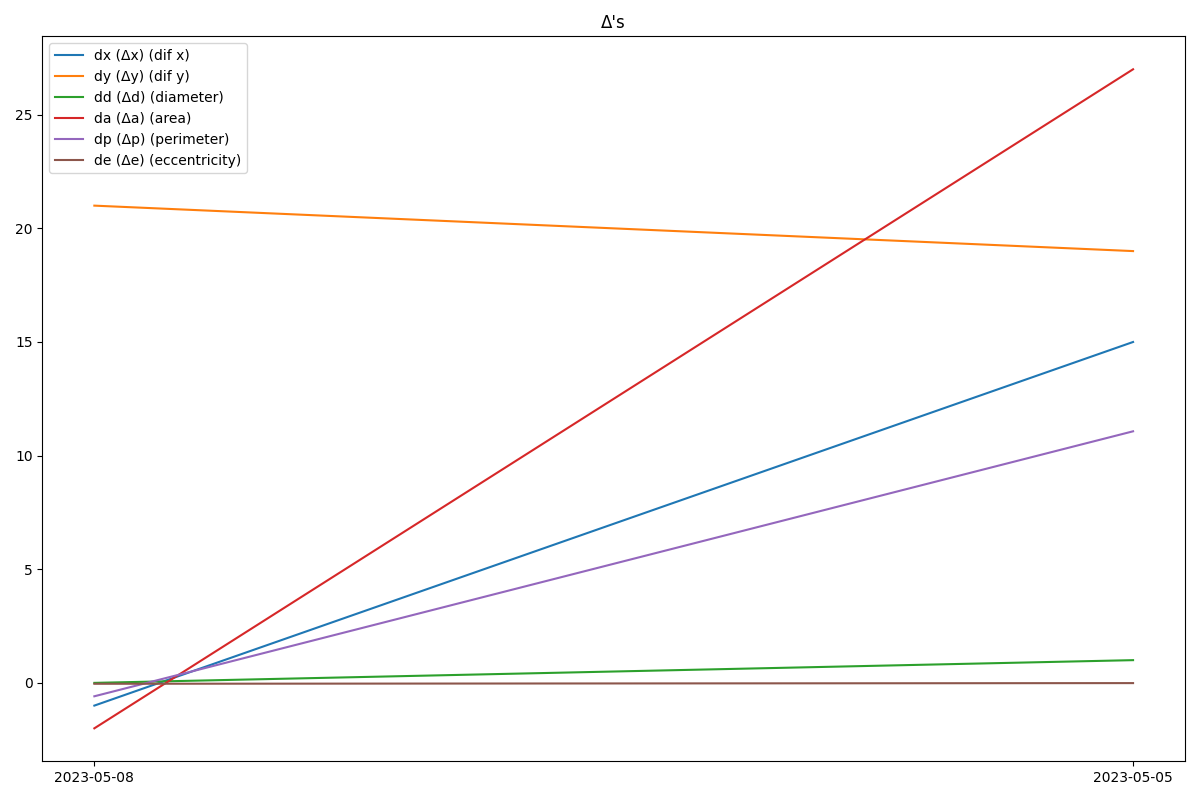 Δ's
dx (Δx) (dif x)
dy (Δy) (dif y)
dd (Δd) (diameter)
da (Δa) (area)
dp (Δp) (perimeter)
de (Δe) (eccentricity)
25
20
15
10
5
0
2023-05-08 2023-05-05